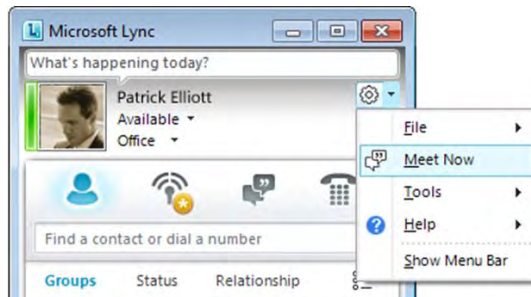 Microsoft Lync
What's happening today?
Patrick Elliott
Available
Office
File
Meet Now
Tools
Help
Show Menu Bar
Find a contact or dial a number
Groups Status Relationship